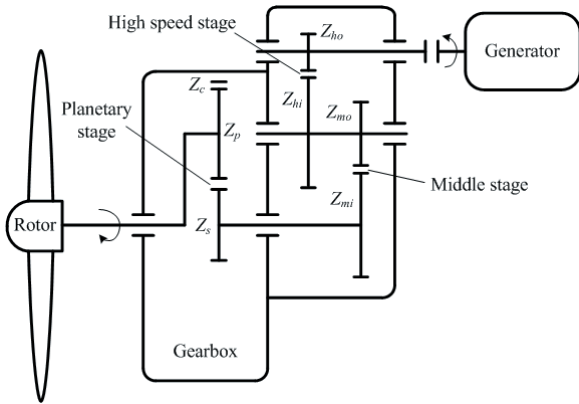 High speed stage
Z_ho
Generator
Z_c
Planetary
stage
Z_hi
Z_mo
Z_p
Middle stage
Z_mi
Rotor
Z_s
Gearbox